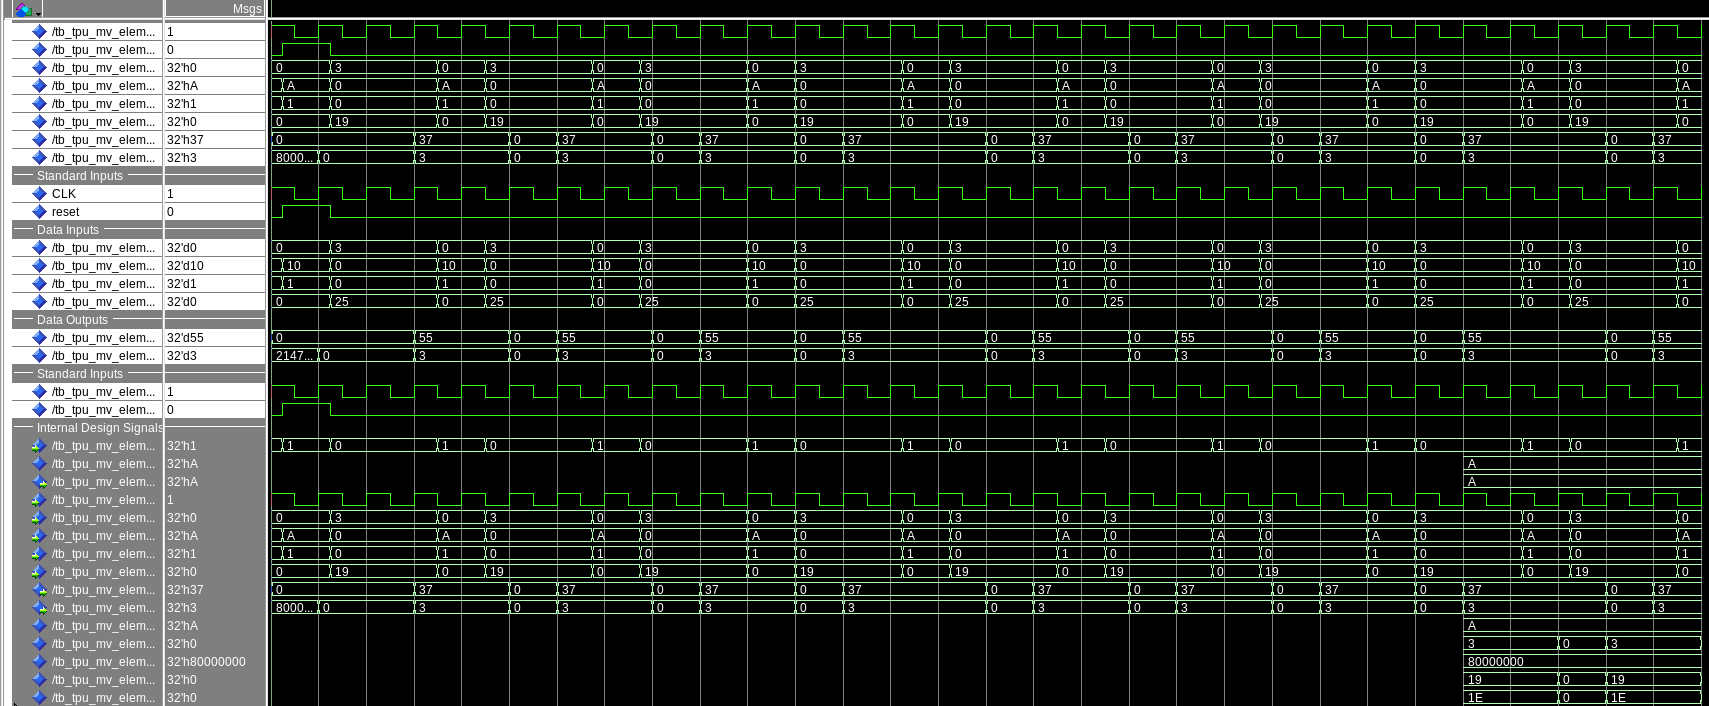 Msgs
/tb_tpu_mv_elem... 1
/tb_tpu_mv_elem... 0
/tb_tpu_mv_elem... 32'h0 0 3 0 3 0 3 0 3 0 3 0 3 0 3 0 3 0 3 0
/tb_tpu_mv_elem... 32'hA A 0 A 0 A 0 A 0 A 0 A 0 A 0 A 0 A 0 A
/tb_tpu_mv_elem... 32'h1 1 0 1 0 1 0 1 0 1 0 1 0 1 0 1 0 1 0 1
/tb_tpu_mv_elem... 32'h0 0 19 0 19 0 19 0 19 0 19 0 19 0 19 0 19 0 19 0
/tb_tpu_mv_elem... 32'h37 0 37 0 37 0 37 0 37 0 37 0 37 0 37 0 37 0 37
/tb_tpu_mv_elem... 32'h3 8000... 0 3 0 3 0 3 0 3 0 3 0 3 0 3 0 3 0 3
Standard Inputs
CLK 1
reset 0
Data Inputs
/tb_tpu_mv_elem... 32'd0 0 3 0 3 0 3 0 3 0 3 0 3 0 3 0 3 0 3 0
/tb_tpu_mv_elem... 32'd10 10 0 10 0 10 0 10 0 10 0 10 0 10 0 10 0 10 0 10
/tb_tpu_mv_elem... 32'd1 1 0 1 0 1 0 1 0 1 0 1 0 1 0 1 0 1 0 1
/tb_tpu_mv_elem... 32'd0 0 25 0 25 0 25 0 25 0 25 0 25 0 25 0 25 0 25 0
Data Outputs
/tb_tpu_mv_elem... 32'd55 0 55 0 55 0 55 0 55 0 55 0 55 0 55 0 55 0 55
/tb_tpu_mv_elem... 32'd3 2147... 0 3 0 3 0 3 0 3 0 3 0 3 0 3 0 3 0 3
Standard Inputs
/tb_tpu_mv_elem... 1
/tb_tpu_mv_elem... 0
Internal Design Signals
/tb_tpu_mv_elem... 32'h1 1 0 1 0 1 0 1 0 1 0 1 0 1 0 1 0 1 0 1
/tb_tpu_mv_elem... 32'hA A
/tb_tpu_mv_elem... 32'hA A
/tb_tpu_mv_elem... 1
/tb_tpu_mv_elem... 32'h0 0 3 0 3 0 3 0 3 0 3 0 3 0 3 0 3 0 3 0
/tb_tpu_mv_elem... 32'hA A 0 A 0 A 0 A 0 A 0 A 0 A 0 A 0 A 0 A
/tb_tpu_mv_elem... 32'h1 1 0 1 0 1 0 1 0 1 0 1 0 1 0 1 0 1 0 1
/tb_tpu_mv_elem... 32'h0 0 19 0 19 0 19 0 19 0 19 0 19 0 19 0 19 0 19 0
/tb_tpu_mv_elem... 32'h37 0 37 0 37 0 37 0 37 0 37 0 37 0 37 0 37 0 37
/tb_tpu_mv_elem... 32'h3 8000... 0 3 0 3 0 3 0 3 0 3 0 3 0 3 0 3 0 3
/tb_tpu_mv_elem... 32'hA A
/tb_tpu_mv_elem... 32'h0 3 0 3
/tb_tpu_mv_elem... 32'h80000000 80000000
/tb_tpu_mv_elem... 32'h0 19 0 19
/tb_tpu_mv_elem... 32'h0 1E 0 1E